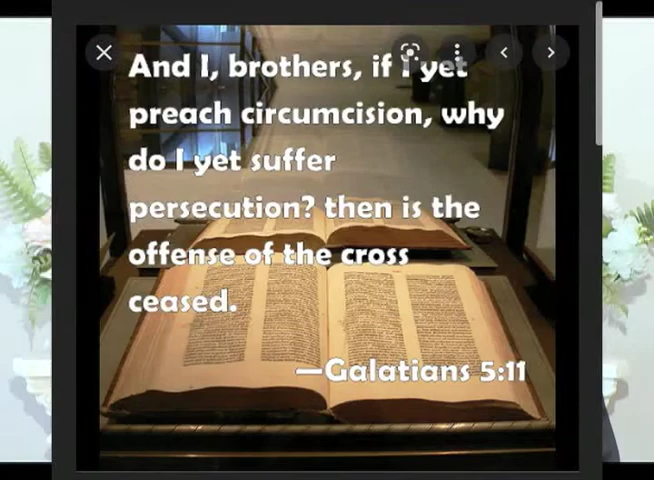 And I, brothers, if I yet
preach circumcision, why
do I yet suffer
persecution? then is the
offense of the cross
ceased.
—Galatians 5:11